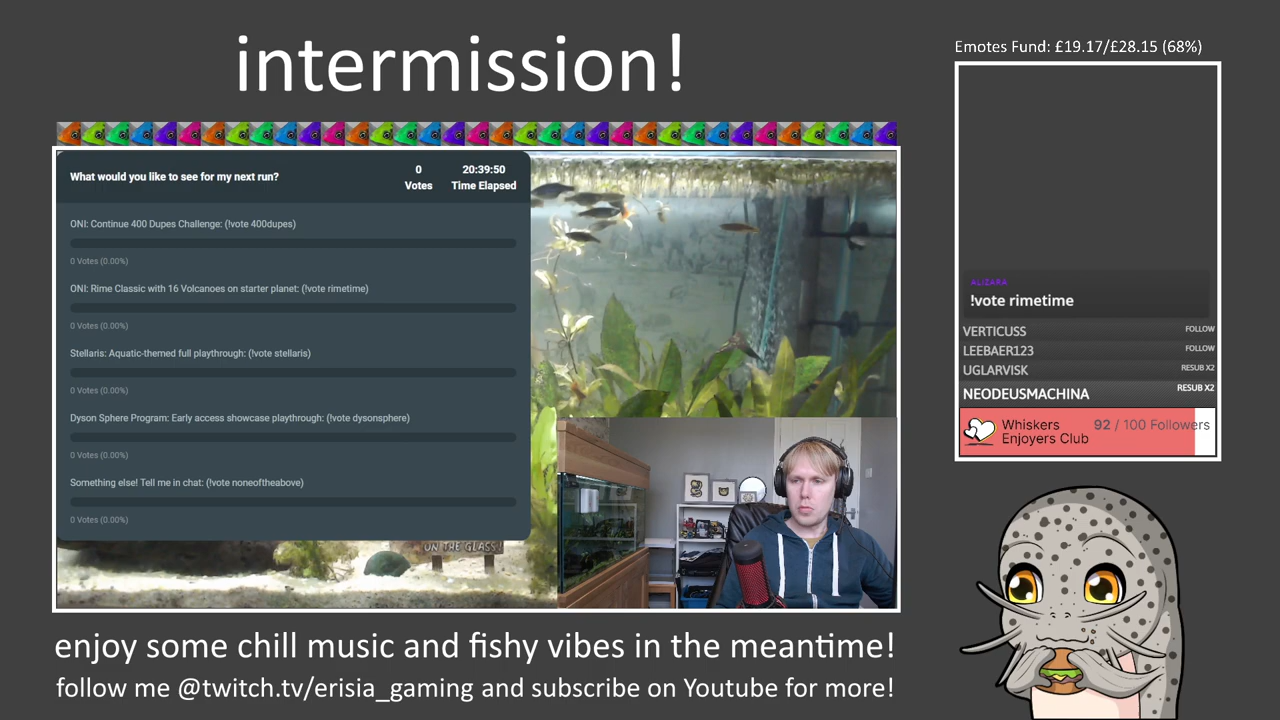 intermission!
Emotes Fund: £19.17/£28.15 (68%)
What would you like to see for my next run?
0
Votes
20:39:50
Time Elapsed
ONI: Continue 400 Dupes Challenge: (!vote 400dupes)
0 Votes (0.00%)
ONI: Rime Classic with 16 Volcanoes on starter planet: (!vote rimetime)
0 Votes (0.00%)
Stellaris: Aquatic-themed full playthrough: (!vote stellaris)
0 Votes (0.00%)
Dyson Sphere Program: Early access showcase playthrough: (!vote dysonsphere)
0 Votes (0.00%)
Something else! Tell me in chat: (!vote noneoftheabove)
0 Votes (0.00%)
ON THE GLASS!
ALIZARA
!vote rimetime
VERTICUSS FOLLOW
LEEBAER123 FOLLOW
UGLARVISK RESUB X2
NEODEUSMACHINA RESUB X2
Whiskers
Enjoyers Club
92 / 100 Followers
enjoy some chill music and fishy vibes in the meantime!
follow me @twitch.tv/erisia_gaming and subscribe on Youtube for more!